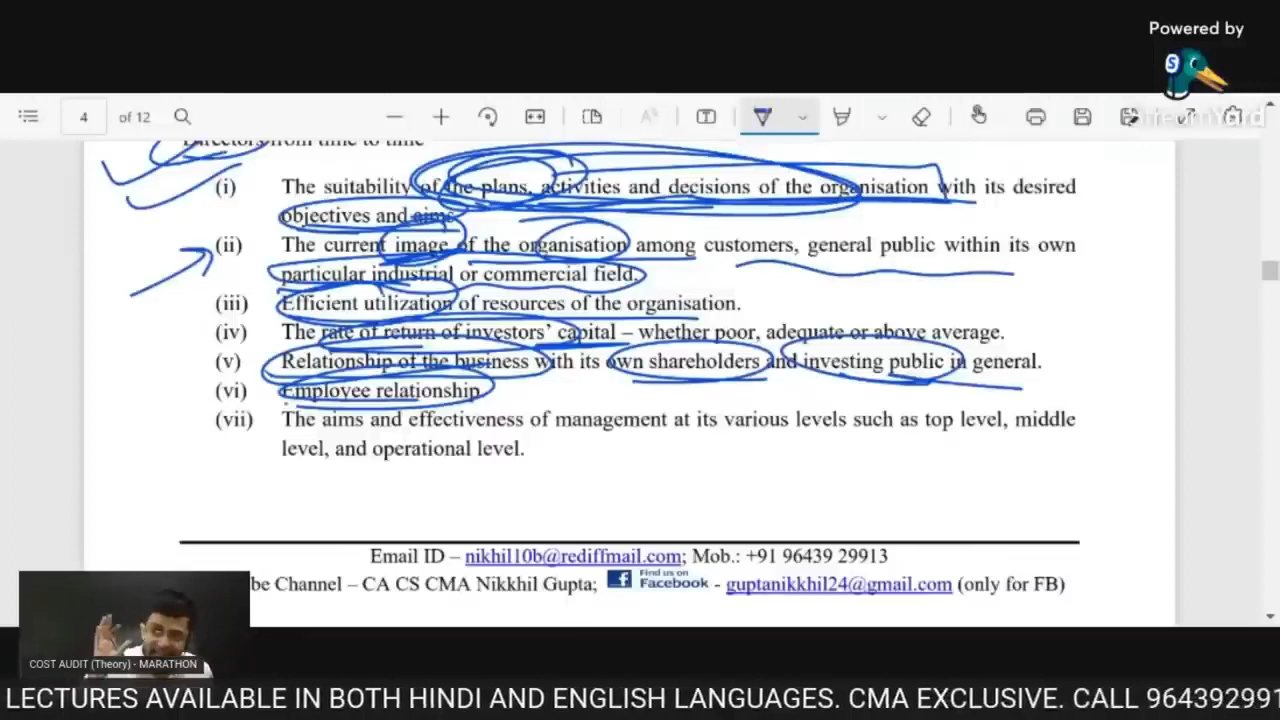 Powered by
S
4 of 12
Directors from time to time
(i) The suitability of the plans, activities and decisions of the organisation with its desired
objectives and aims.
(ii) The current image of the organisation among customers, general public within its own
particular industrial or commercial field.
(iii) Efficient utilization of resources of the organisation.
(iv) The rate of return of investors' capital – whether poor, adequate or above average.
(v) Relationship of the business with its own shareholders and investing public in general.
(vi) Employee relationship.
(vii) The aims and effectiveness of management at its various levels such as top level, middle
level, and operational level.
Email ID – nikhil10b@rediffmail.com; Mob.: +91 96439 29913
be Channel – CA CS CMA Nikkhil Gupta; Find us on Facebook - guptanikkhil24@gmail.com (only for FB)
COST AUDIT (Theory) - MARATHON
LECTURES AVAILABLE IN BOTH HINDI AND ENGLISH LANGUAGES. CMA EXCLUSIVE. CALL 964392991